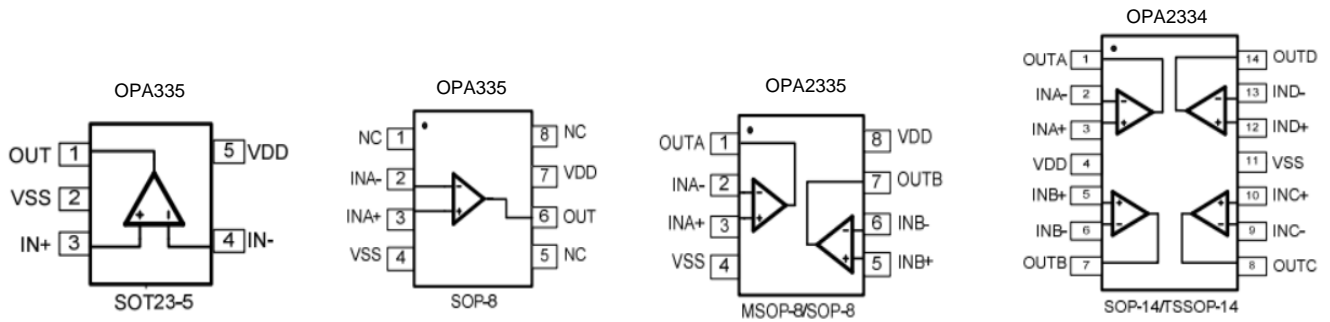 OPA335
OUT 1
VSS 2
IN+ 3
5 VDD
4 IN-
+ -
SOT23-5
OPA335
NC 1
INA- 2
INA+ 3
VSS 4
8 NC
7 VDD
6 OUT
5 NC
-
+
SOP-8
OPA2335
OUTA 1
INA- 2
INA+ 3
VSS 4
8 VDD
7 OUTB
6 INB-
5 INB+
-
+
-
+
MSOP-8/SOP-8
OPA2334
OUTA 1
INA- 2
INA+ 3
VDD 4
INB+ 5
INB- 6
OUTB 7
14 OUTD
13 IND-
12 IND+
11 VSS
10 INC+
9 INC-
8 OUTC
-
+
-
+
+
-
+
-
SOP-14/TSSOP-14